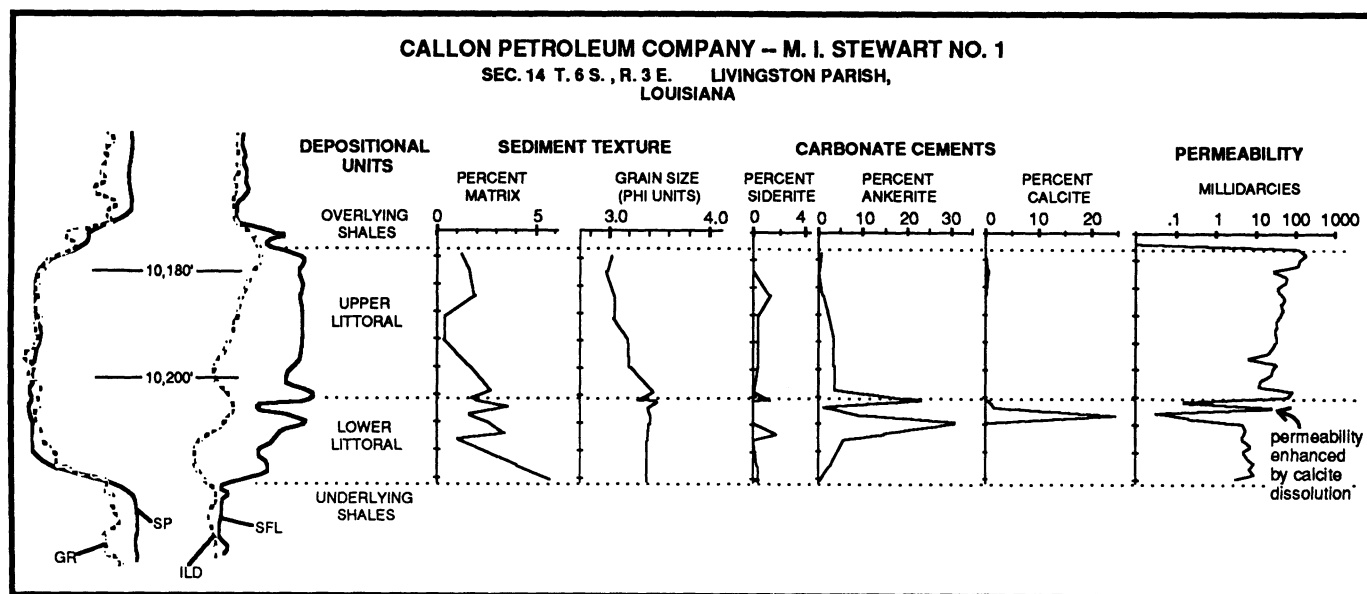 CALLON PETROLEUM COMPANY – M. I. STEWART NO. 1
SEC. 14 T. 6 S. , R. 3 E. LIVINGSTON PARISH,
LOUISIANA
DEPOSITIONAL
UNITS
SEDIMENT TEXTURE
CARBONATE CEMENTS
PERMEABILITY
PERCENT
MATRIX
GRAIN SIZE
(PHI UNITS)
PERCENT
SIDERITE
PERCENT
ANKERITE
PERCENT
CALCITE
MILLIDARCIES
OVERLYING
SHALES
0 5
3.0 4.0
0 4
0 10 20 30
0 10 20
.1 1 10 100 1000
10,180'
UPPER
LITTORAL
10,200'
LOWER
LITTORAL
permeability
enhanced
by calcite
dissolution
UNDERLYING
SHALES
SP
SFL
GR
ILD